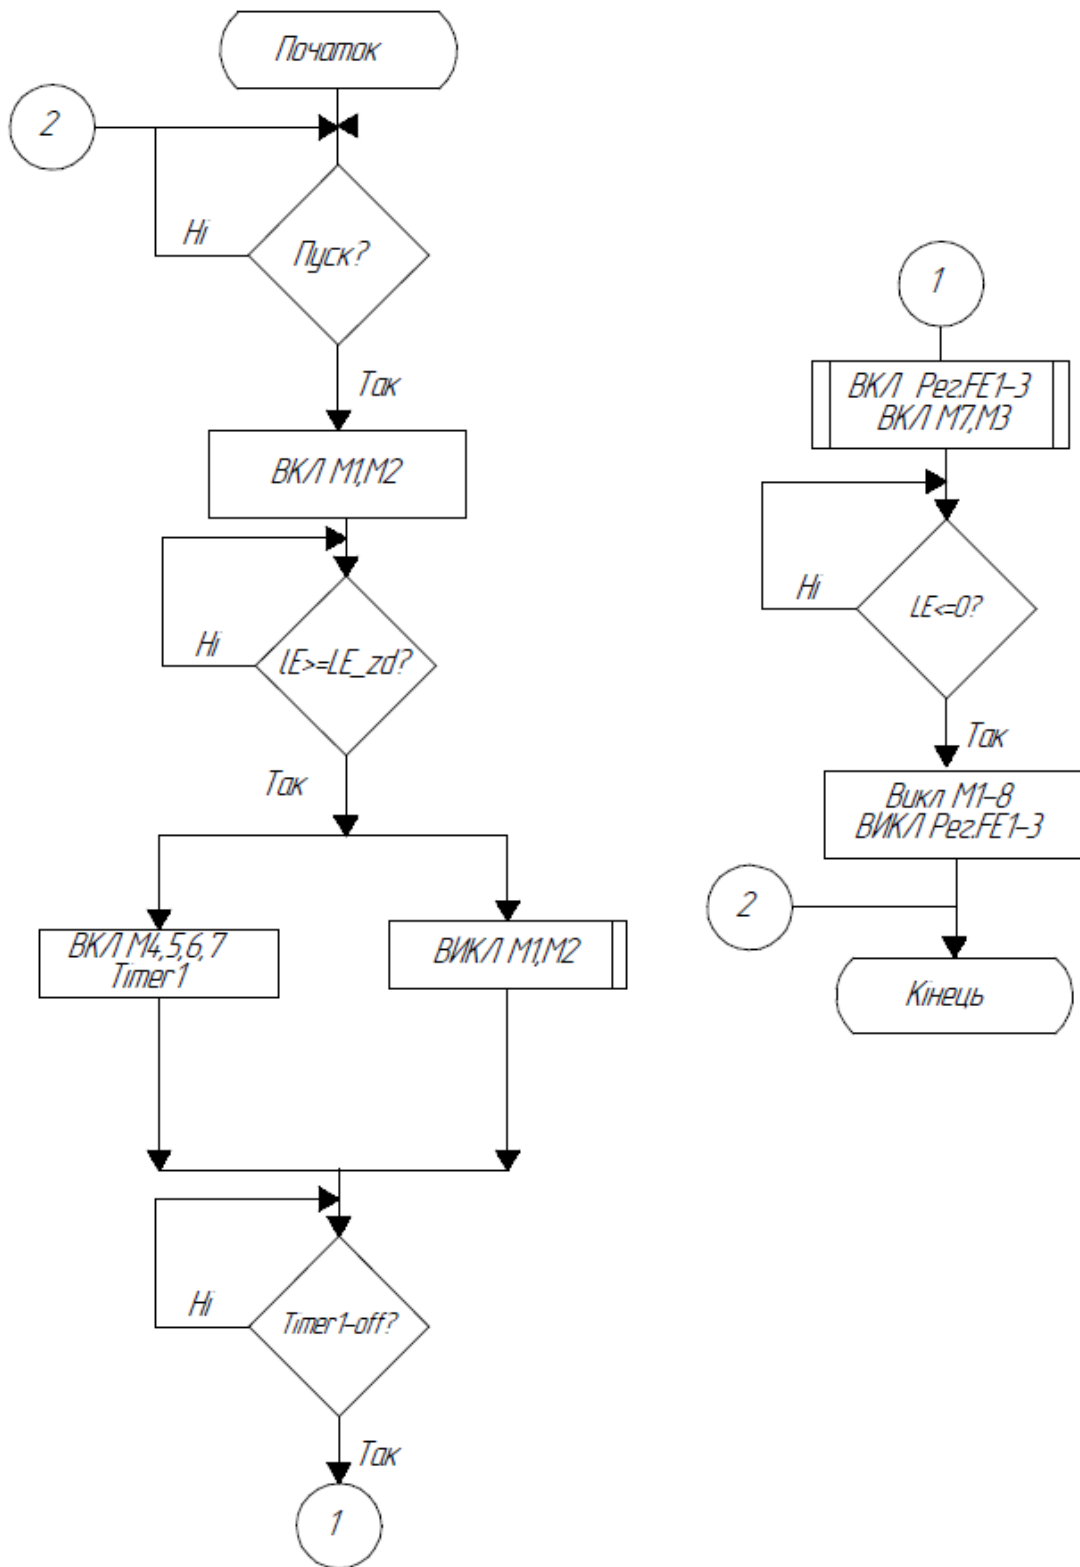 Початок
2
Ні
Пуск?
Так
ВКЛ М1,М2
Ні
lE>=LE_zd?
Так
ВКЛ М4,5,6,7
Timer1
ВИКЛ М1,М2
Ні
Timer1-off?
Так
1
1
ВКЛ Рег.FE1-3
ВКЛ М7,М3
Ні
LE<=0?
Так
Викл М1-8
ВИКЛ Рег.FE1-3
2
Кінець